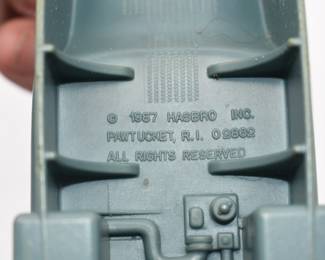 © 1987 HASBRO INC.
PAWTUCKET, R.I. 02862
ALL RIGHTS RESERVED